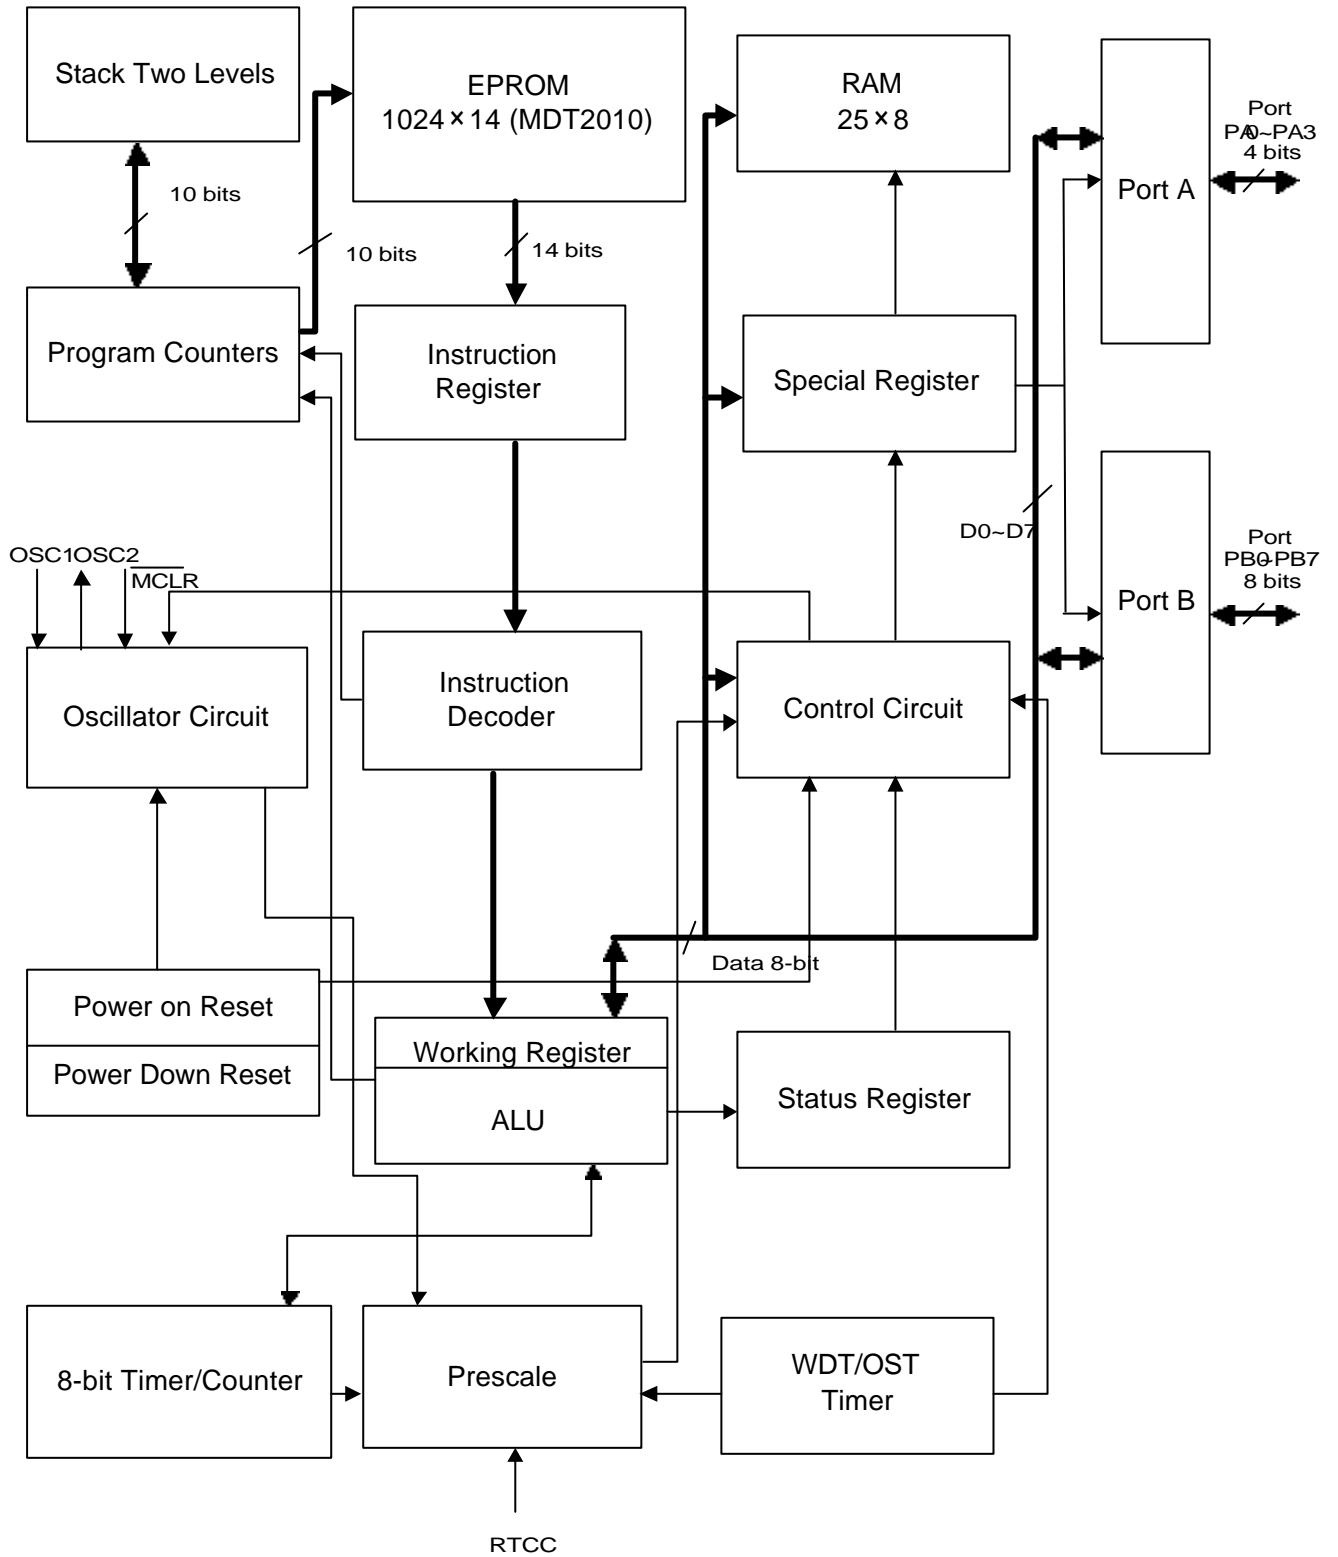 Stack Two Levels
EPROM
1024×14 (MDT2010)
RAM
25×8
Port
PA0~PA3
4 bits
Port A
10 bits
10 bits
14 bits
Program Counters
Instruction
Register
Special Register
D0~D7
OSC1OSC2
MCLR
Port
PB0~PB7
8 bits
Port B
Oscillator Circuit
Instruction
Decoder
Control Circuit
Data 8-bit
Power on Reset
Power Down Reset
Working Register
ALU
Status Register
8-bit Timer/Counter
Prescale
WDT/OST
Timer
RTCC